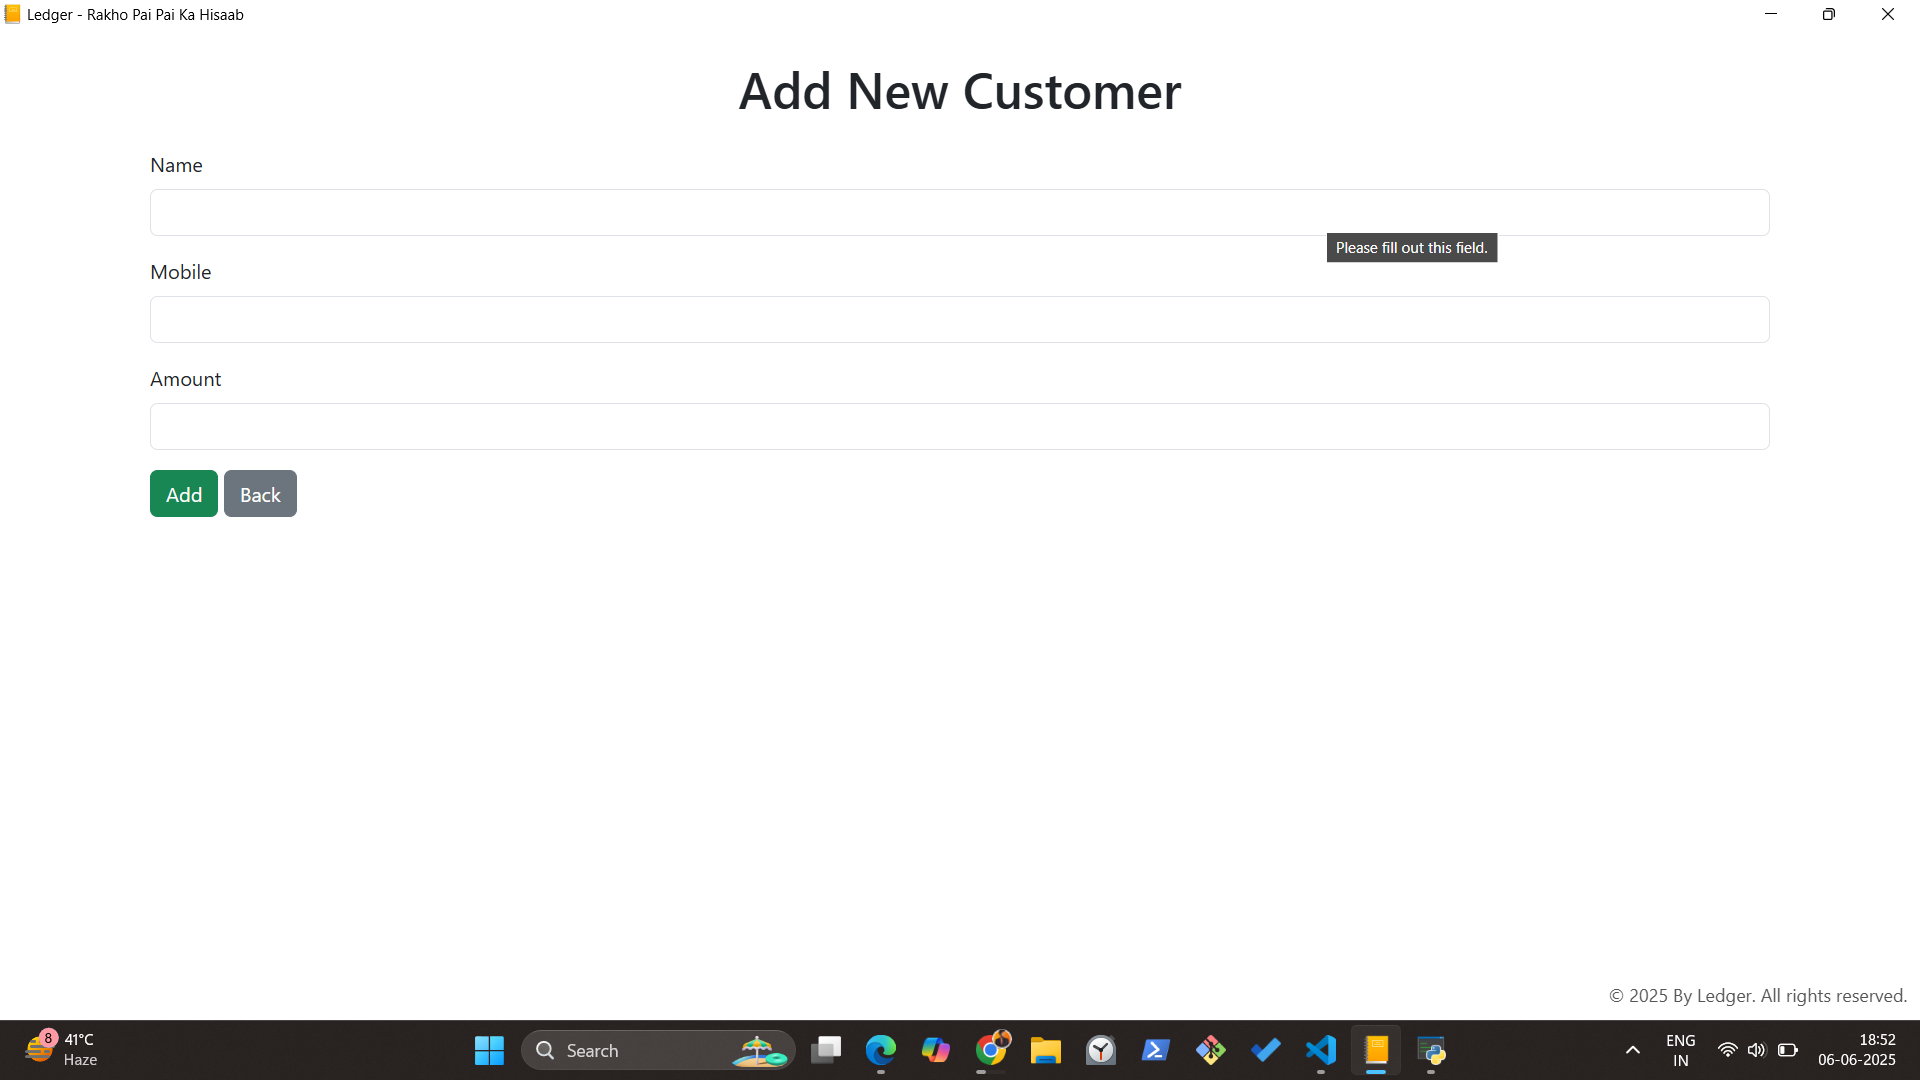 Ledger - Rakho Pai Pai Ka Hisaab
Add New Customer
Name
Please fill out this field.
Mobile
Amount
Add Back
© 2025 By Ledger. All rights reserved.
8
41°C
Haze
Search
ENG
IN
18:52
06-06-2025